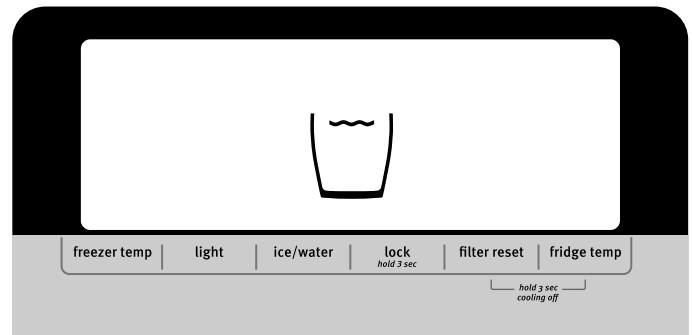 freezer temp
light
ice/water
lock
hold 3 sec
filter reset
fridge temp
hold 3 sec
cooling off